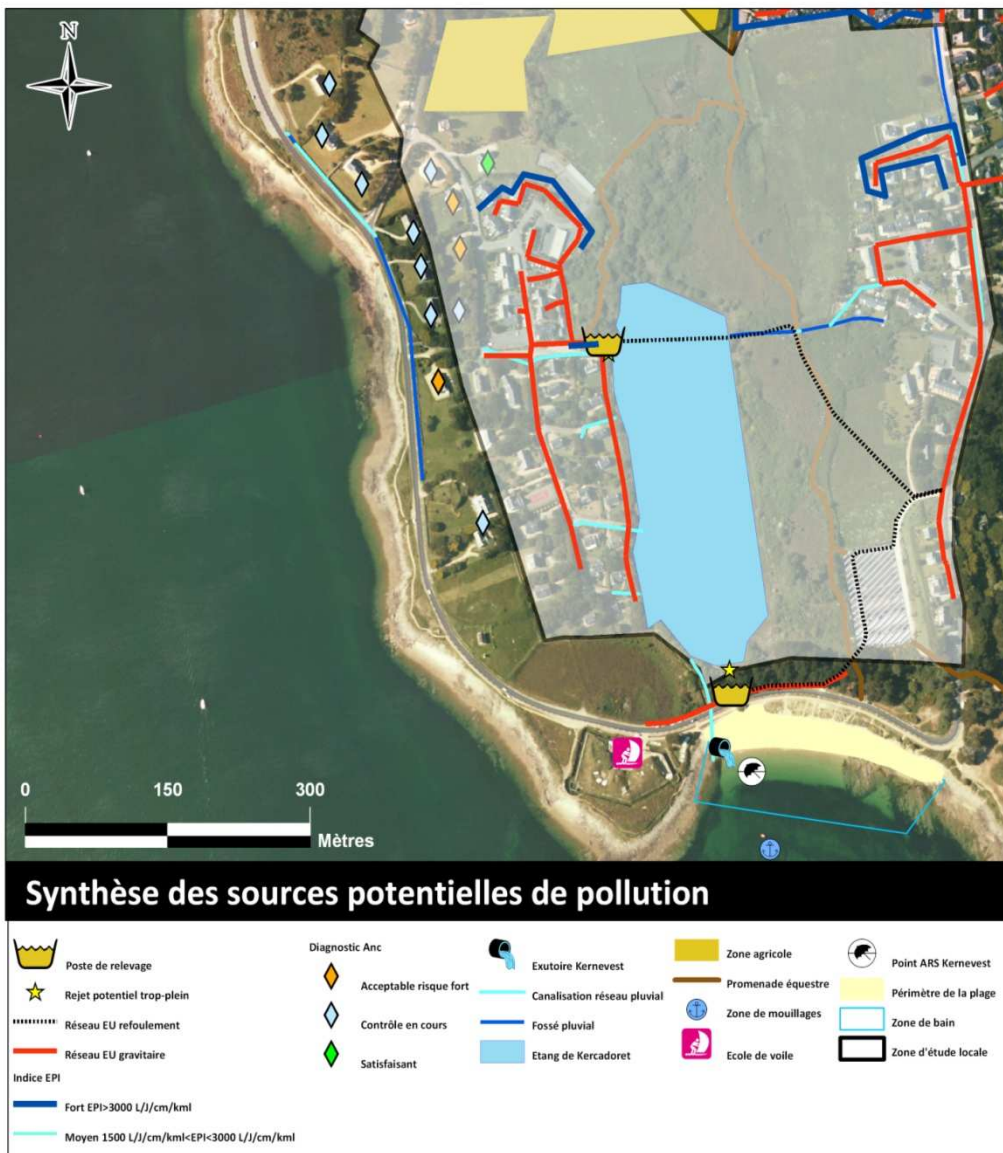 N
0 150 300
Mètres
Synthèse des sources potentielles de pollution
Poste de relevage
Rejet potentiel trop-plein
Réseau EU refoulement
Réseau EU gravitaire
Indice EPI
Fort EPI>3000 L/J/cm/kml
Moyen 1500 L/J/cm/kml<EPI<3000 L/J/cm/kml
Diagnostic Anc
Acceptable risque fort
Contrôle en cours
Satisfaisant
Exutoire Kernevest
Canalisation réseau pluvial
Fossé pluvial
Etang de Kercadoret
Zone agricole
Promenade équestre
Zone de mouillages
Ecole de voile
Point ARS Kernevest
Périmètre de la plage
Zone de bain
Zone d'étude locale